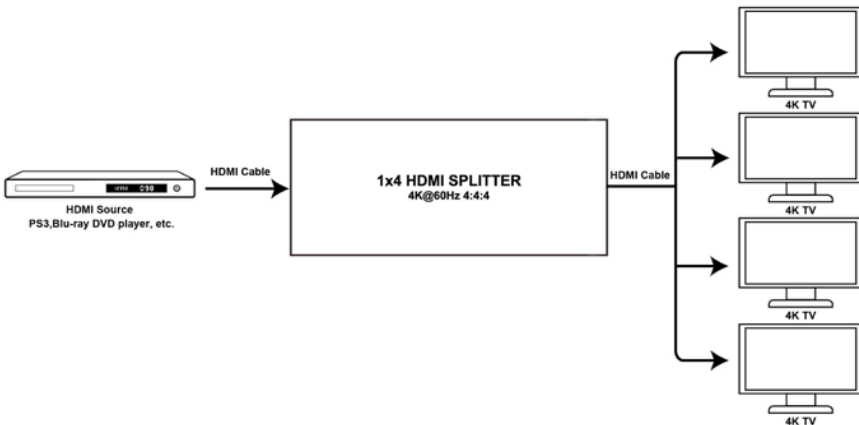 HDMI Cable
HDMI Source
PS3,Blu-ray DVD player, etc.
1x4 HDMI SPLITTER
4K@60Hz 4:4:4
HDMI Cable
4K TV
4K TV
4K TV
4K TV